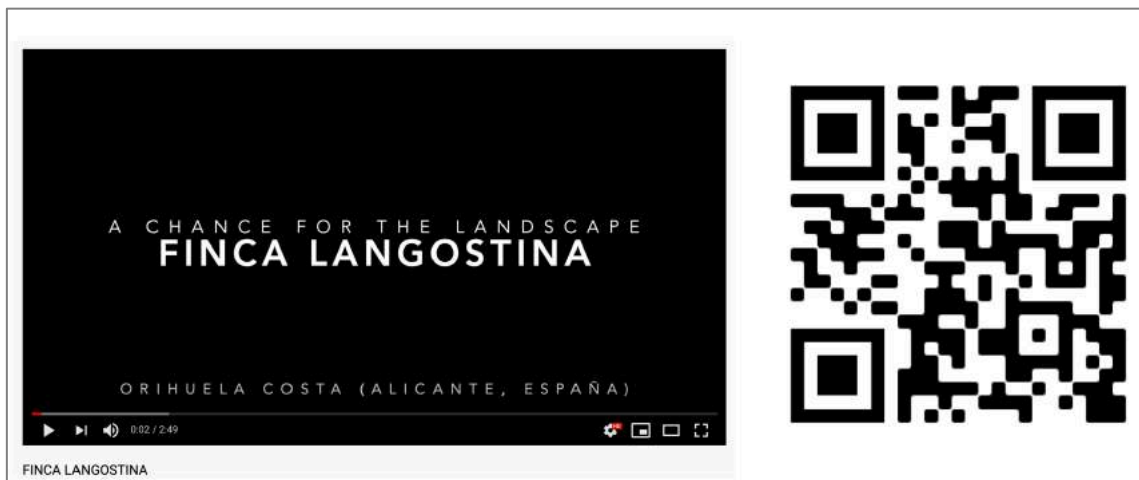 A CHANCE FOR THE LANDSCAPE
FINCA LANGOSTINA
ORIHUELA COSTA (ALICANTE, ESPAÑA)
0:02 / 2:49
FINCA LANGOSTINA